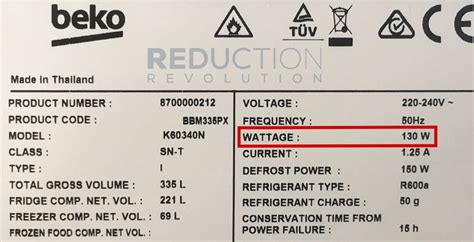 beko
TÜV
REDUCTION
REVOLUTION
Made in Thailand
PRODUCT NUMBER : 8700000212
PRODUCT CODE : BBM335PX
MODEL : K60340N
CLASS : SN-T
TYPE : I
TOTAL GROSS VOLUME : 335 L
FRIDGE COMP. NET VOL. : 221 L
FREEZER COMP. NET VOL. : 69 L
FROZEN FOOD COMP. NET VOL. :
VOLTAGE : 220-240V ~
FREQUENCY : 50Hz
WATTAGE : 130 W
CURRENT : 1.25 A
DEFROST POWER : 150 W
REFRIGERANT TYPE : R600a
REFRIGERANT CHARGE : 50 g
CONSERVATION TIME FROM
POWER FAILURE : 15 h